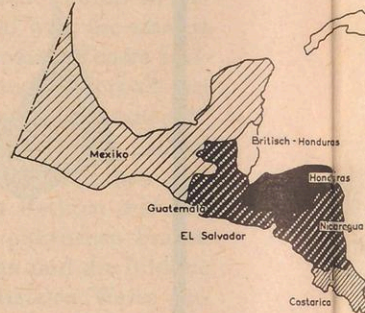 Britisch-Honduras
Mexiko
Honduras
Guatemala
Nicaragua
EL Salvador
Costarica